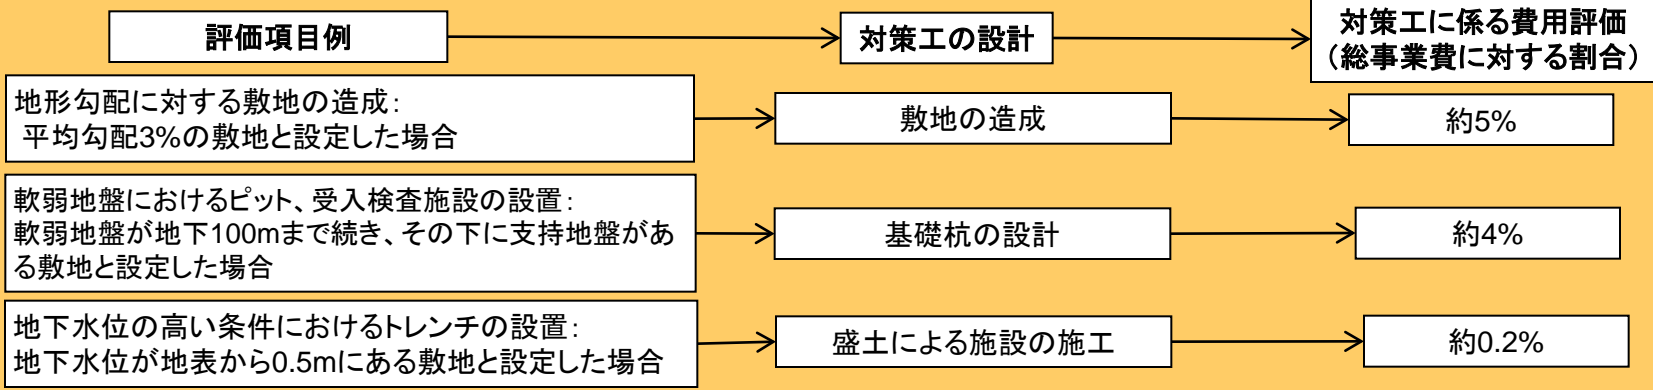 評価項目例
対策工の設計
対策工に係る費用評価
（総事業費に対する割合）
地形勾配に対する敷地の造成：
平均勾配3%の敷地と設定した場合
敷地の造成
約5%
軟弱地盤におけるピット、受入検査施設の設置：
軟弱地盤が地下100mまで続き、その下に支持地盤があ
る敷地と設定した場合
基礎杭の設計
約4%
地下水位の高い条件におけるトレンチの設置：
地下水位が地表から0.5mにある敷地と設定した場合
盛土による施設の施工
約0.2%